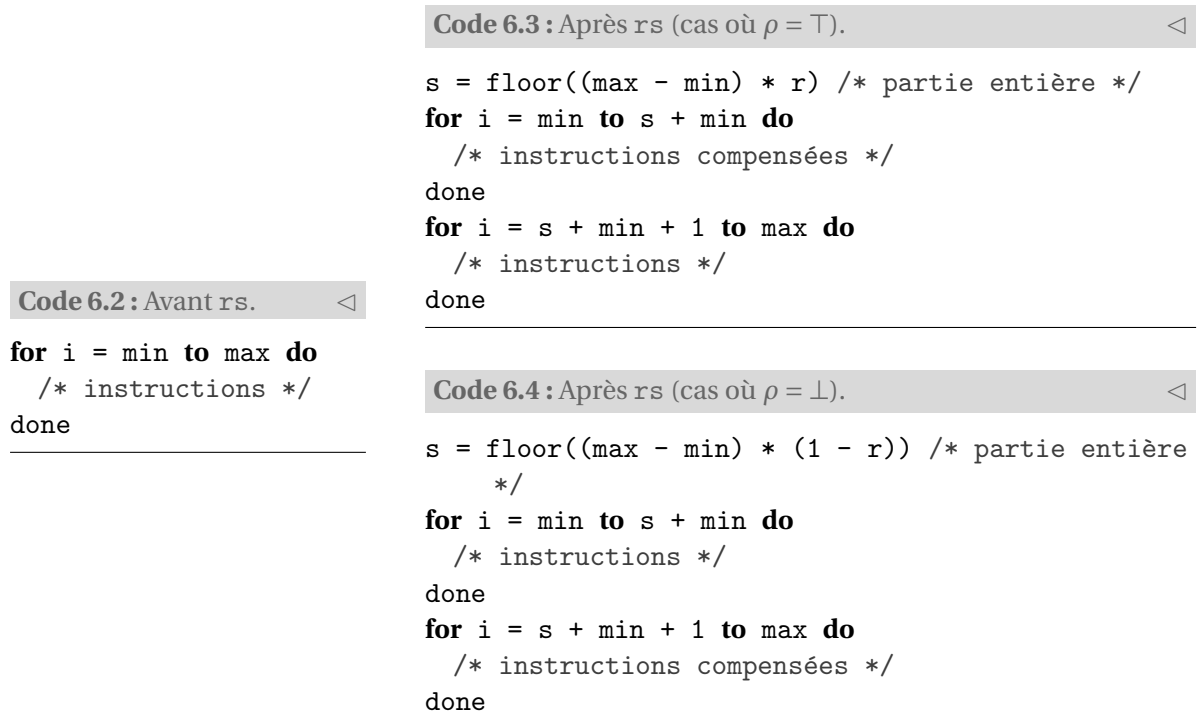 Code 6.2 : Avant rs. ◁
for i = min to max do
/* instructions */
done
Code 6.3 : Après rs (cas où ρ = ⊤). ◁
s = floor((max - min) * r) /* partie entière */
for i = min to s + min do
/* instructions compensées */
done
for i = s + min + 1 to max do
/* instructions */
done
Code 6.4 : Après rs (cas où ρ = ⊥). ◁
s = floor((max - min) * (1 - r)) /* partie entière
*/
for i = min to s + min do
/* instructions */
done
for i = s + min + 1 to max do
/* instructions compensées */
done